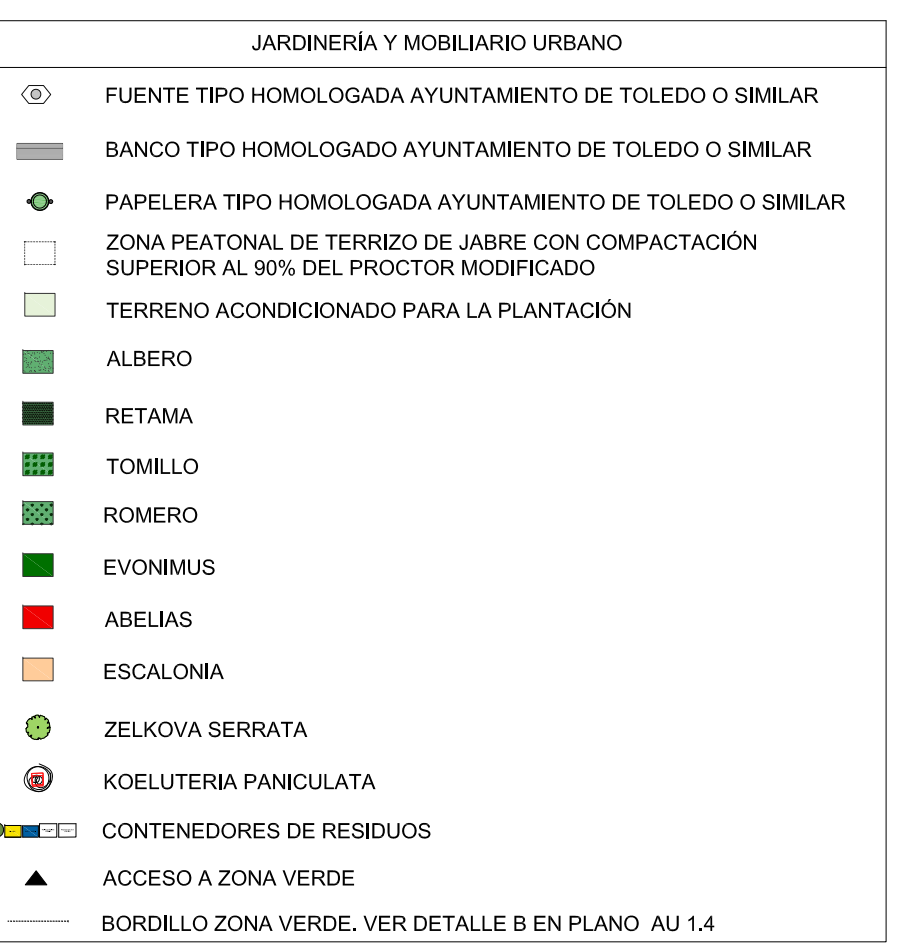 JARDINERÍA Y MOBILIARIO URBANO
FUENTE TIPO HOMOLOGADA AYUNTAMIENTO DE TOLEDO O SIMILAR
BANCO TIPO HOMOLOGADO AYUNTAMIENTO DE TOLEDO O SIMILAR
PAPELERA TIPO HOMOLOGADA AYUNTAMIENTO DE TOLEDO O SIMILAR
ZONA PEATONAL DE TERRIZO DE JABRE CON COMPACTACIÓN
SUPERIOR AL 90% DEL PROCTOR MODIFICADO
TERRENO ACONDICIONADO PARA LA PLANTACIÓN
ALBERO
RETAMA
TOMILLO
ROMERO
EVONIMUS
ABELIAS
ESCALONIA
ZELKOVA SERRATA
KOELUTERIA PANICULATA
CONTENEDORES DE RESIDUOS
ACCESO A ZONA VERDE
BORDILLO ZONA VERDE. VER DETALLE B EN PLANO AU 1.4